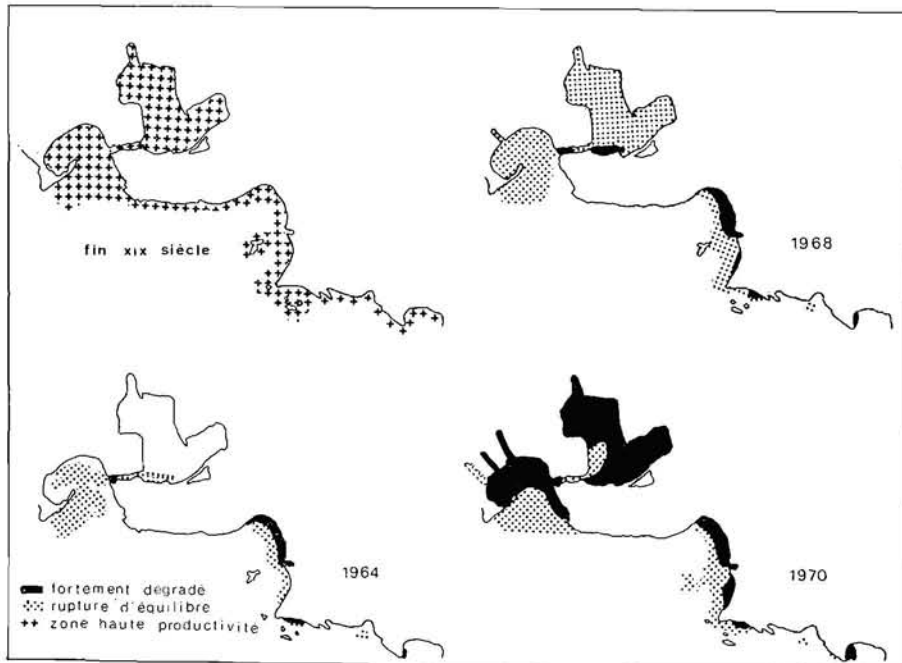 fin XIX siècle
1968
1964
fortement dégradé
rupture d'équilibre
zone haute productivité
1970